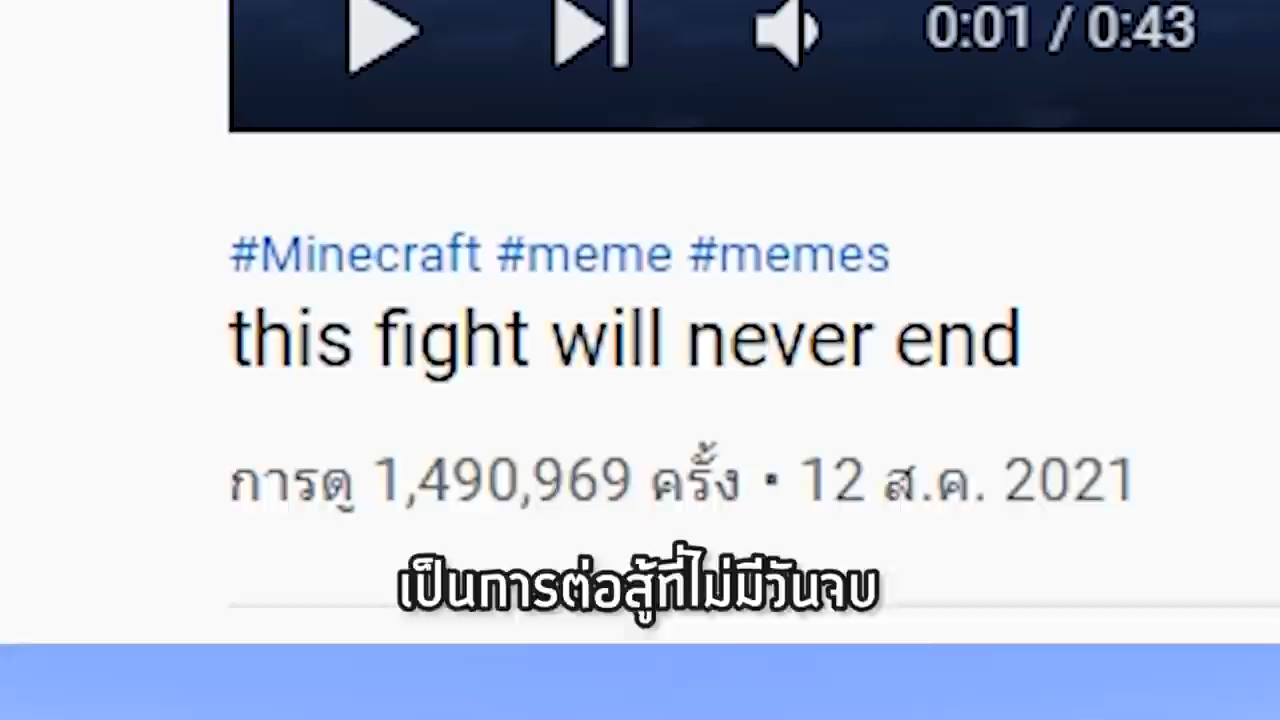 0:01 / 0:43
#Minecraft #meme #memes
this fight will never end
การดู 1,490,969 ครั้ง • 12 ส.ค. 2021
เป็นการต่อสู้ที่ไม่มีวันจบ